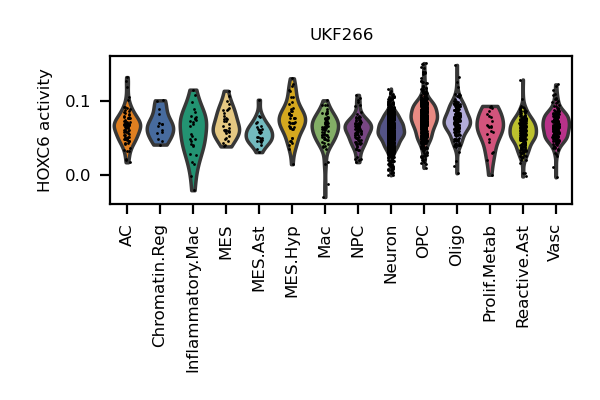 UKF266
HOXC6 activity
0.1
0.0
AC
Chromatin.Reg
Inflammatory.Mac
MES
MES.Ast
MES.Hyp
Mac
NPC
Neuron
OPC
Oligo
Prolif.Metab
Reactive.Ast
Vasc